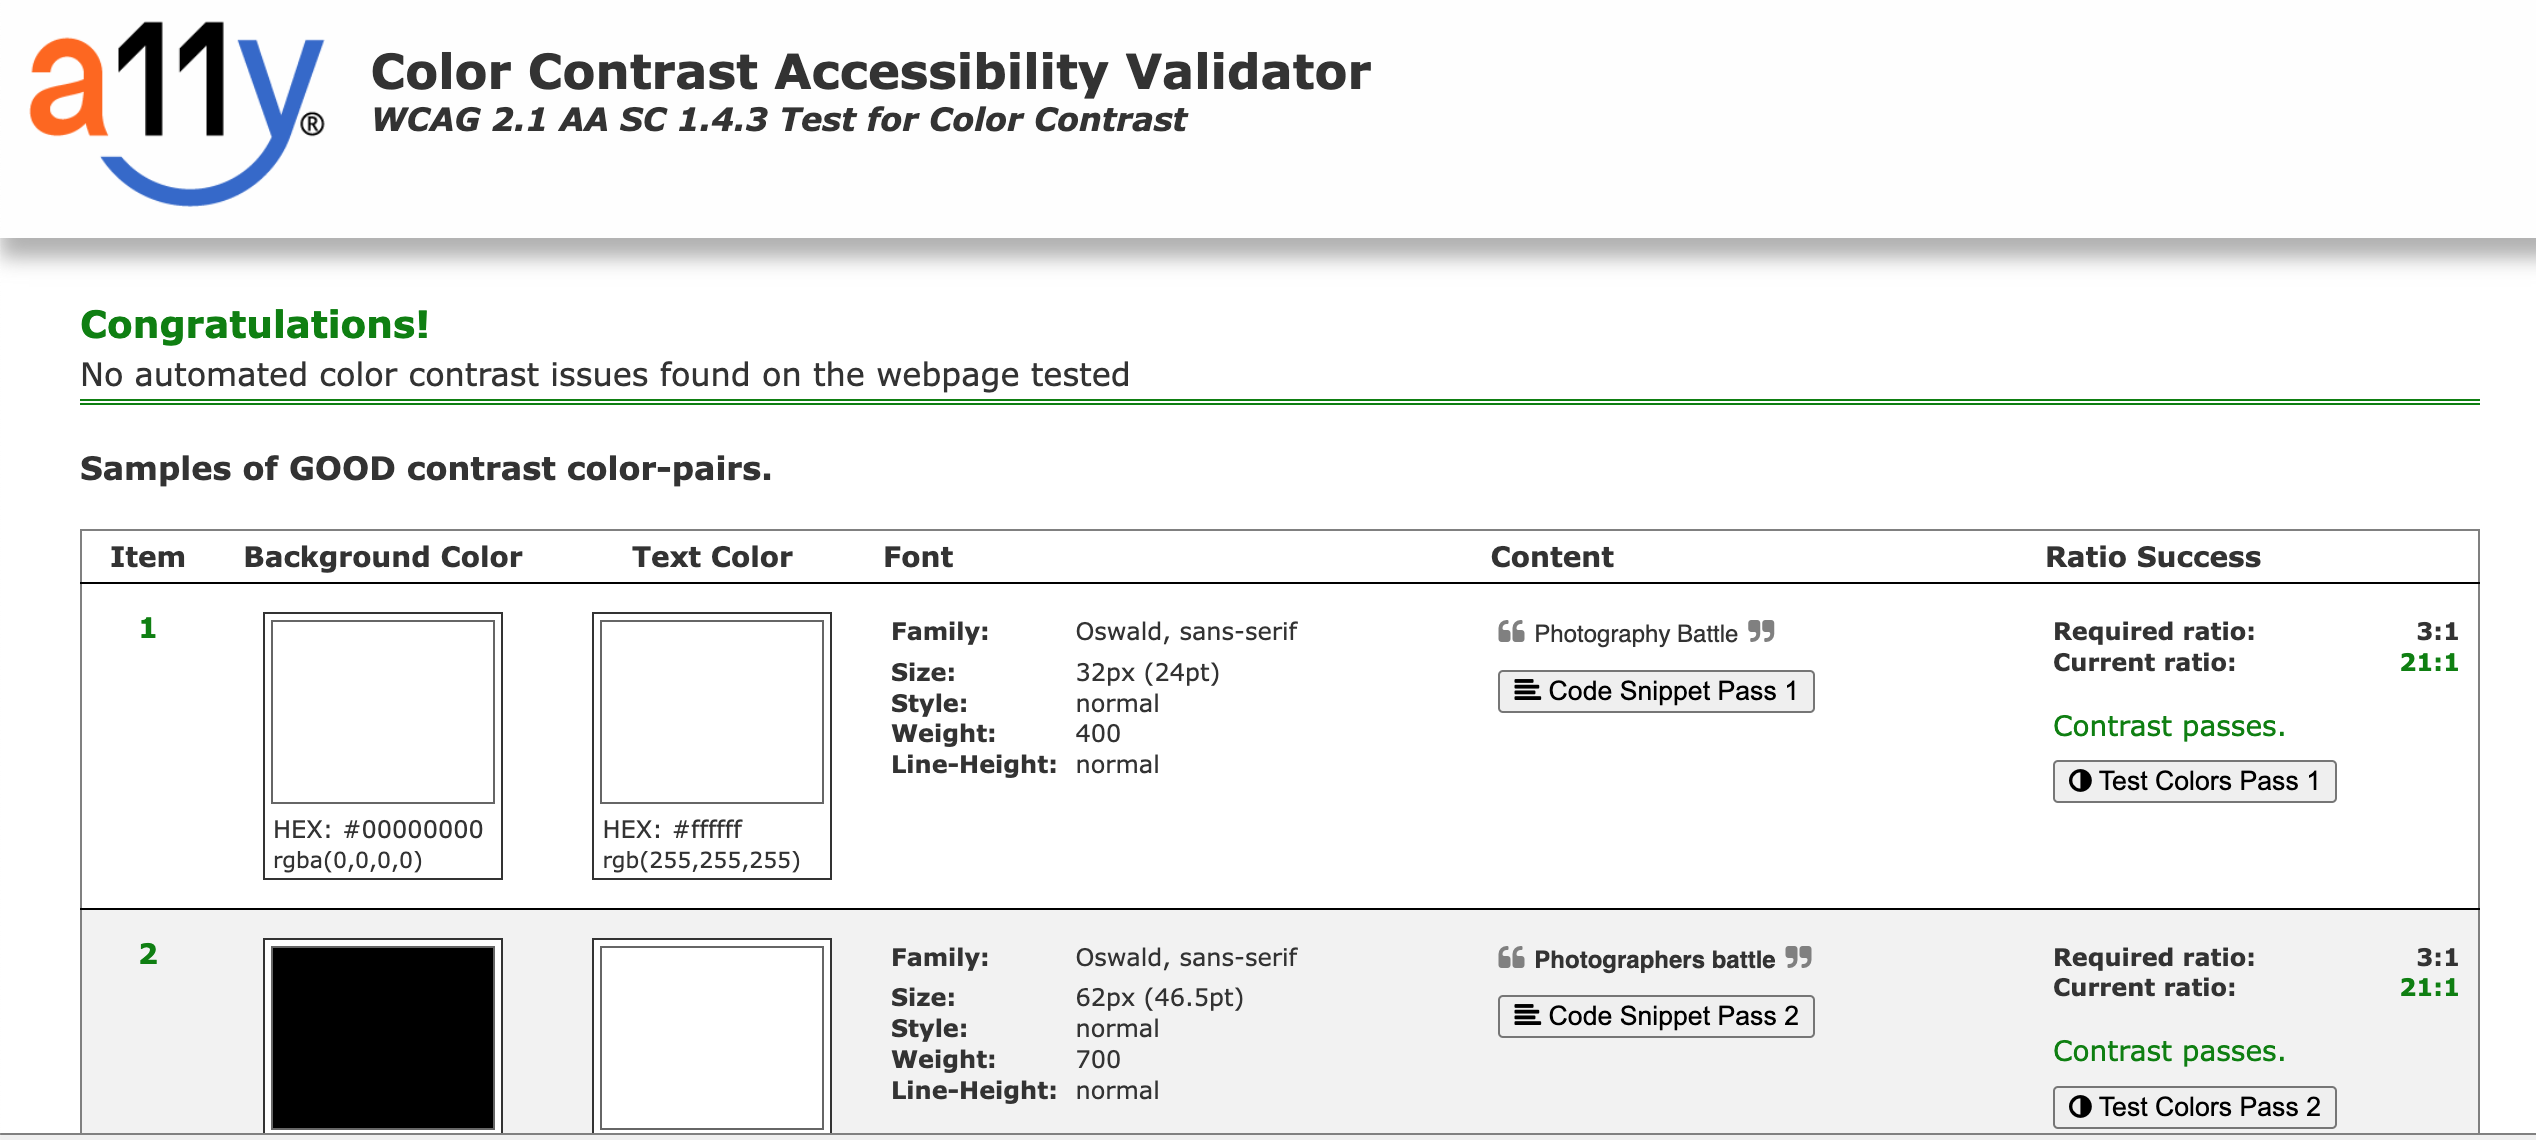 a11y®
Color Contrast Accessibility Validator
WCAG 2.1 AA SC 1.4.3 Test for Color Contrast
Congratulations!
No automated color contrast issues found on the webpage tested
Samples of GOOD contrast color-pairs.
Item Background Color Text Color Font Content Ratio Success
1
HEX: #00000000
rgba(0,0,0,0)
HEX: #ffffff
rgb(255,255,255)
Family: Oswald, sans-serif
Size: 32px (24pt)
Style: normal
Weight: 400
Line-Height: normal
❝ Photography Battle ❞
Code Snippet Pass 1
Required ratio: 3:1
Current ratio: 21:1
Contrast passes.
Test Colors Pass 1
2
Family: Oswald, sans-serif
Size: 62px (46.5pt)
Style: normal
Weight: 700
Line-Height: normal
❝ Photographers battle ❞
Code Snippet Pass 2
Required ratio: 3:1
Current ratio: 21:1
Contrast passes.
Test Colors Pass 2